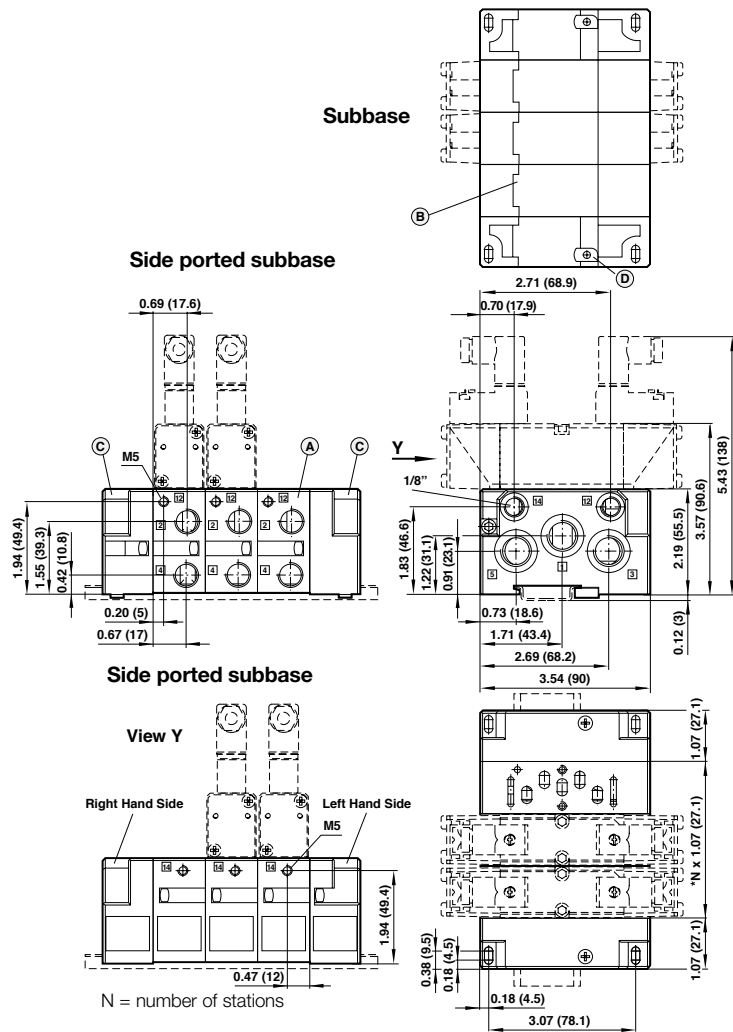 Subbase
B
D
Side ported subbase
2.71 (68.9)
0.69 (17.6)
0.70 (17.9)
C
A
C
M5
Y
1/8”
12
12
12
14
12
2
2
2
4
4
4
5
1
3
1.94 (49.4)
1.55 (39.3)
0.42 (10.8)
1.83 (46.6)
1.22 (31.1)
0.91 (23.1)
2.19 (55.5)
3.57 (90.6)
5.43 (138)
0.12 (3)
0.20 (5)
0.67 (17)
0.73 (18.6)
1.71 (43.4)
2.69 (68.2)
3.54 (90)
Side ported subbase
View Y
Right Hand Side
Left Hand Side
M5
14
14
14
1.94 (49.4)
0.47 (12)
N = number of stations
1.07 (27.1)
*N x 1.07 (27.1)
1.07 (27.1)
0.38 (9.5)
0.18 (4.5)
0.18 (4.5)
3.07 (78.1)